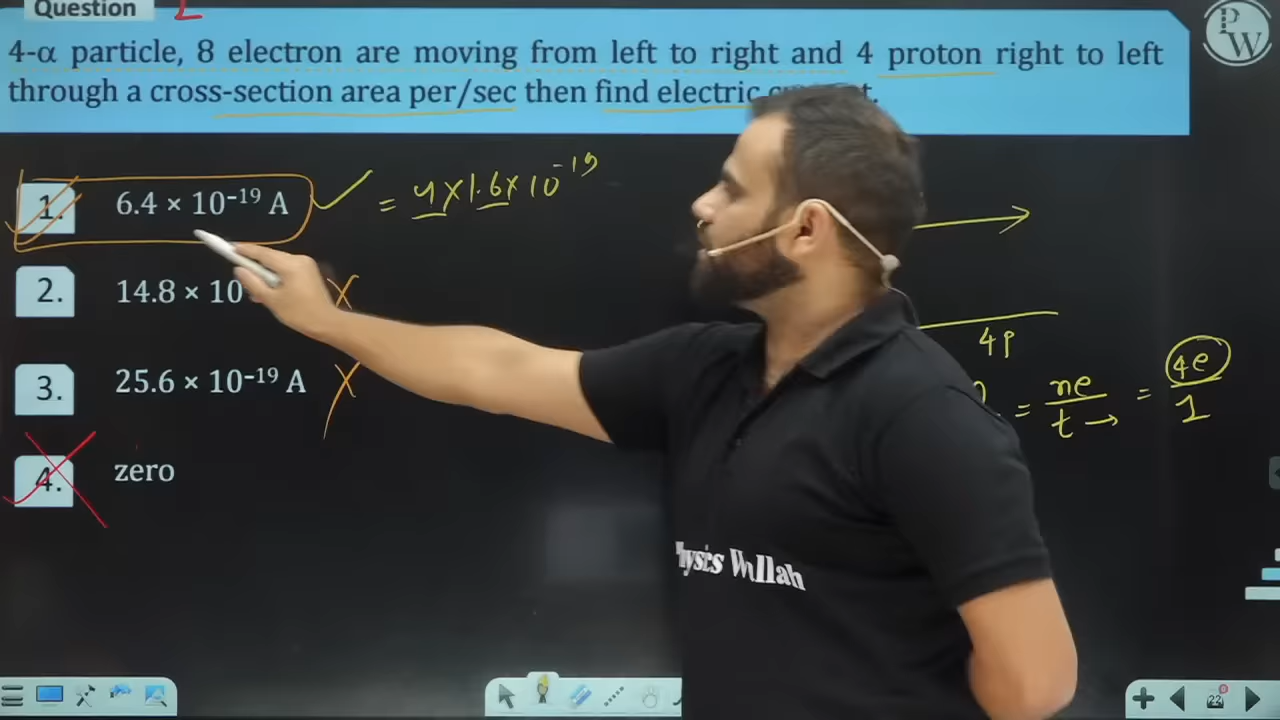 Question
4-α particle, 8 electron are moving from left to right and 4 proton right to left
through a cross-section area per/sec then find electric
1. 6.4 × 10⁻¹⁹ A = 4×1.6×10⁻¹⁹
2. 14.8 × 10
3. 25.6 × 10⁻¹⁹ A
4. zero
4p
= ne/t → = 4e/1
Physics Wallah
PW
22